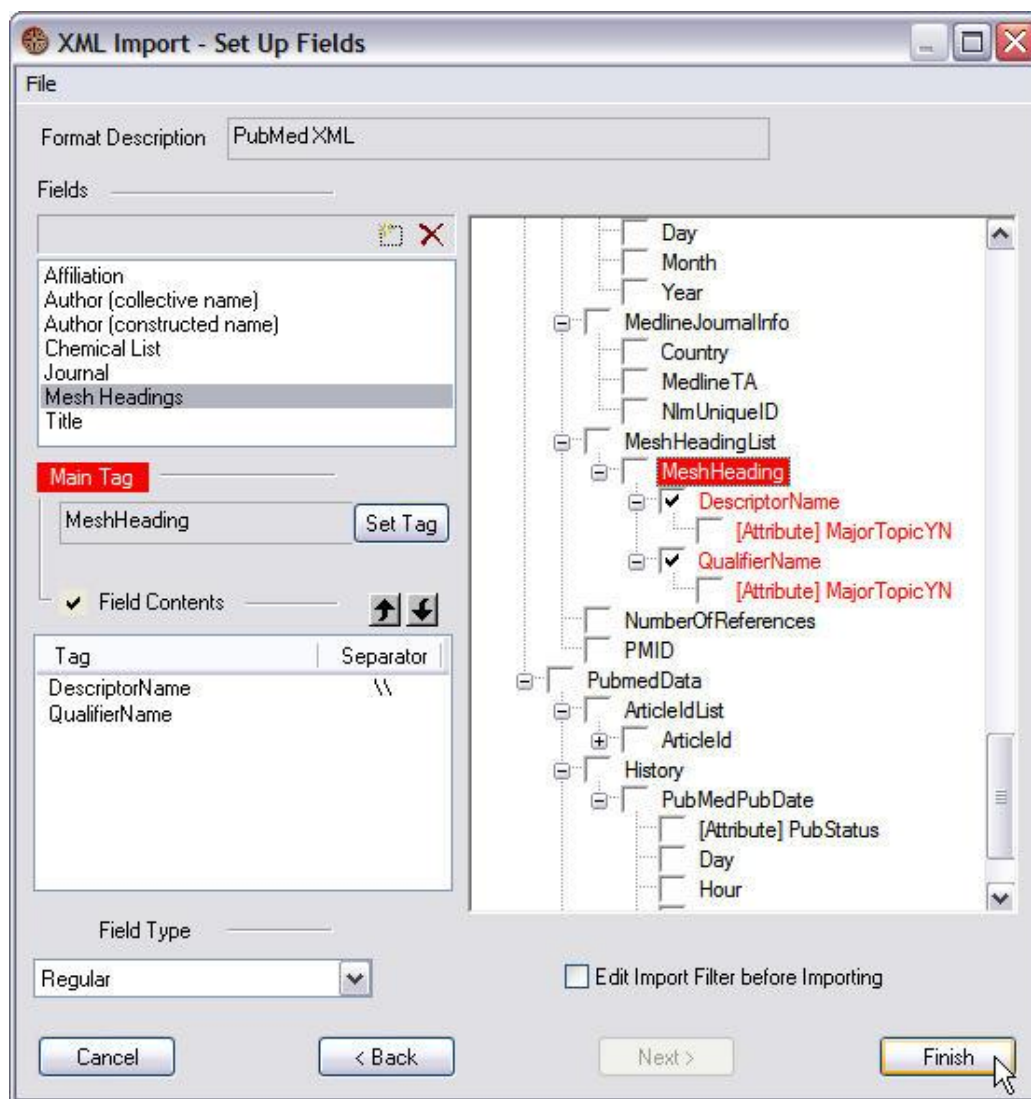 XML Import - Set Up Fields
File
Format Description PubMed XML
Fields
Affiliation
Author (collective name)
Author (constructed name)
Chemical List
Journal
Mesh Headings
Title
Main Tag
MeshHeading Set Tag
Field Contents
Tag Separator
DescriptorName \\
QualifierName
Field Type
Regular
Day
Month
Year
MedlineJournalInfo
Country
MedlineTA
NlmUniqueID
MeshHeadingList
MeshHeading
DescriptorName
[Attribute] MajorTopicYN
QualifierName
[Attribute] MajorTopicYN
NumberOfReferences
PMID
PubmedData
ArticleIdList
ArticleId
History
PubMedPubDate
[Attribute] PubStatus
Day
Hour
Edit Import Filter before Importing
Cancel < Back Next > Finish